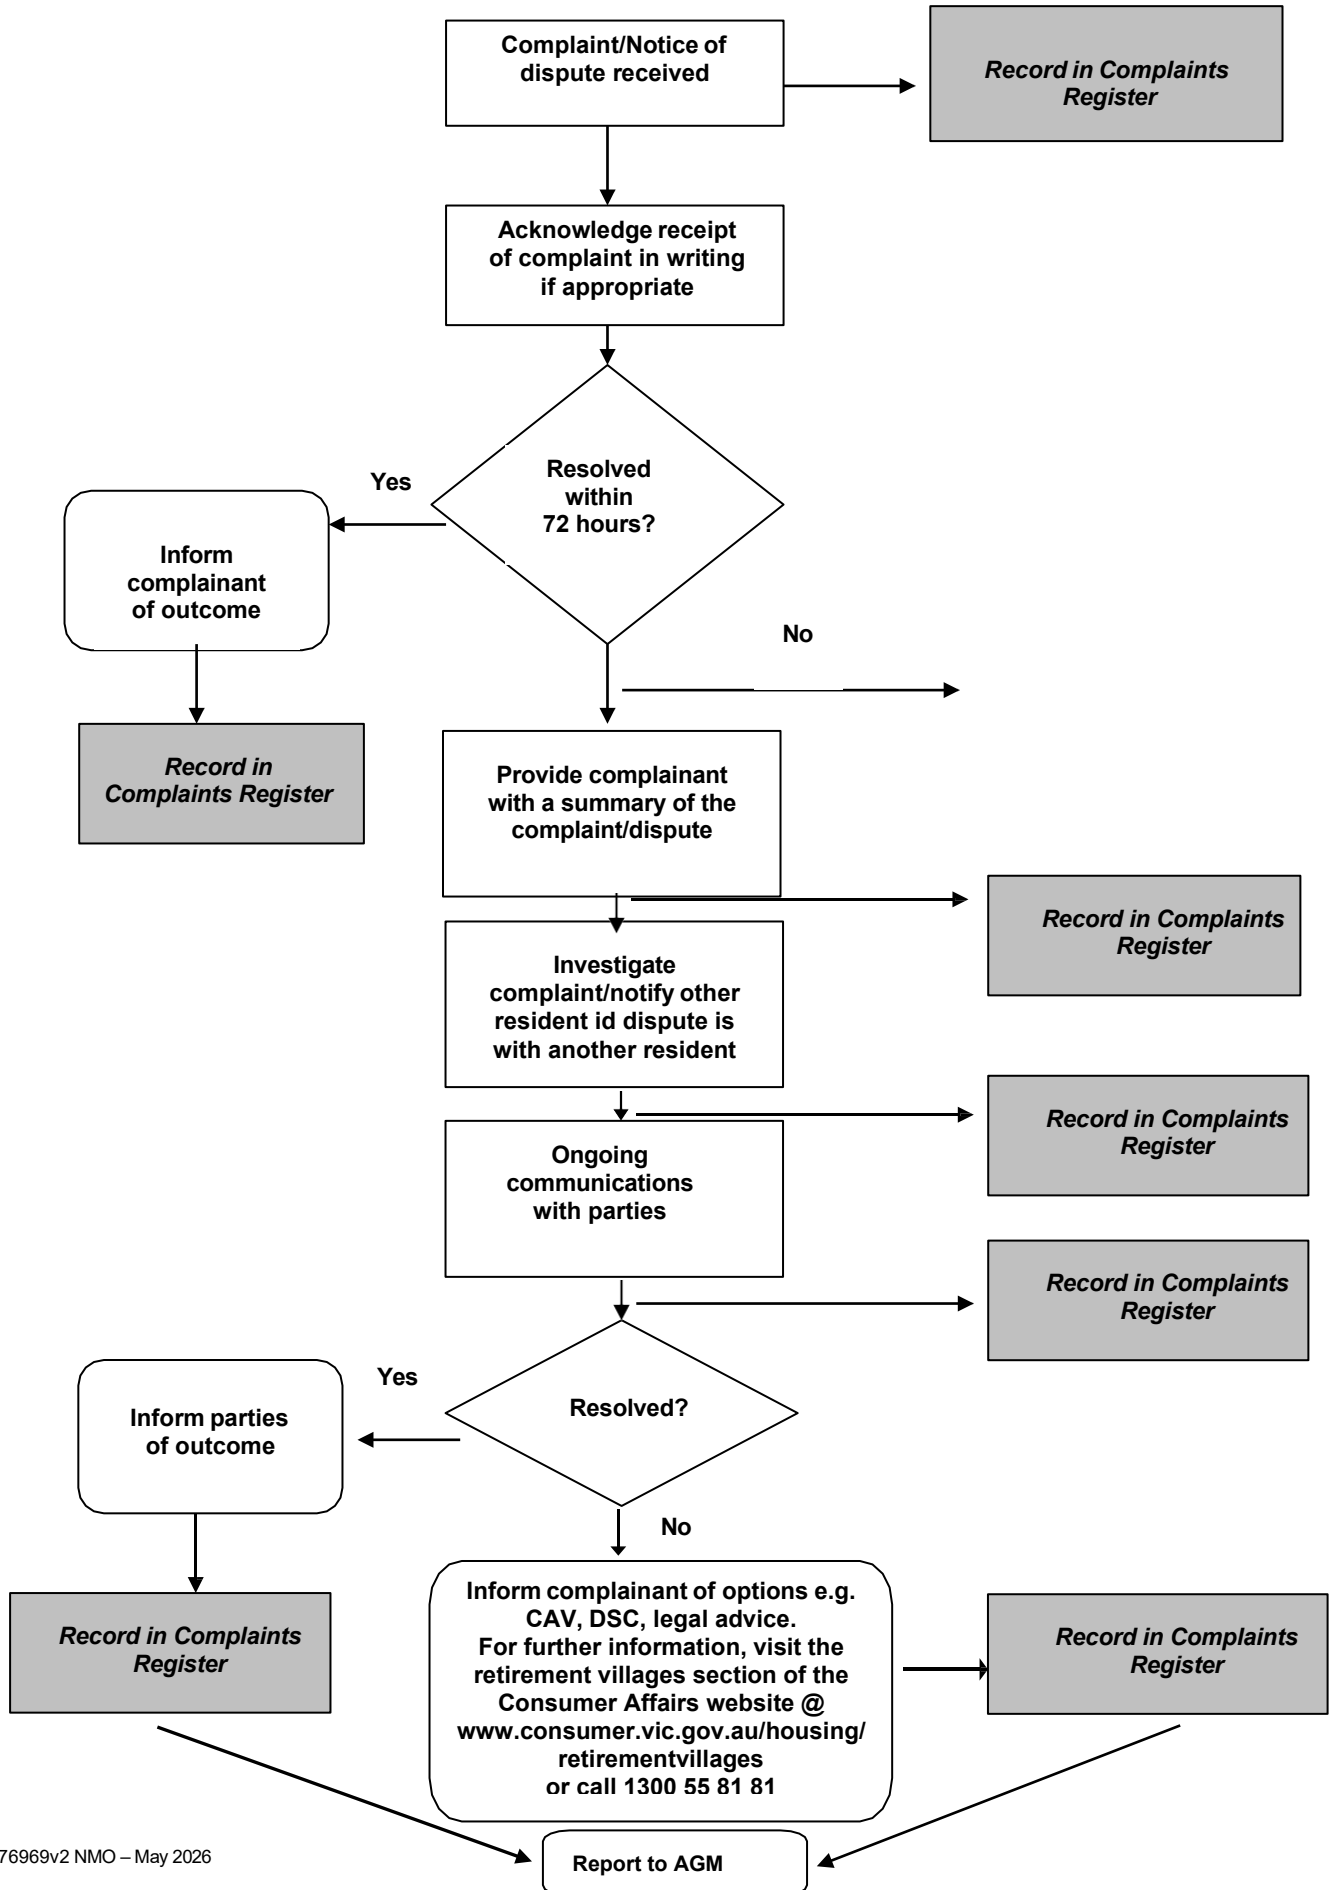 Complaint/Notice of
dispute received
Record in Complaints
Register
Acknowledge receipt
of complaint in writing
if appropriate
Resolved
within
72 hours?
Yes
Inform
complainant
of outcome
No
Record in
Complaints Register
Provide complainant
with a summary of the
complaint/dispute
Record in Complaints
Register
Investigate
complaint/notify other
resident id dispute is
with another resident
Record in Complaints
Register
Ongoing
communications
with parties
Record in Complaints
Register
Yes
Resolved?
Inform parties
of outcome
No
Inform complainant of options e.g.
CAV, DSC, legal advice.
For further information, visit the
retirement villages section of the
Consumer Affairs website @
www.consumer.vic.gov.au/housing/
retirementvillages
or call 1300 55 81 81
Record in Complaints
Register
Record in Complaints
Register
Report to AGM
76969v2 NMO – May 2026